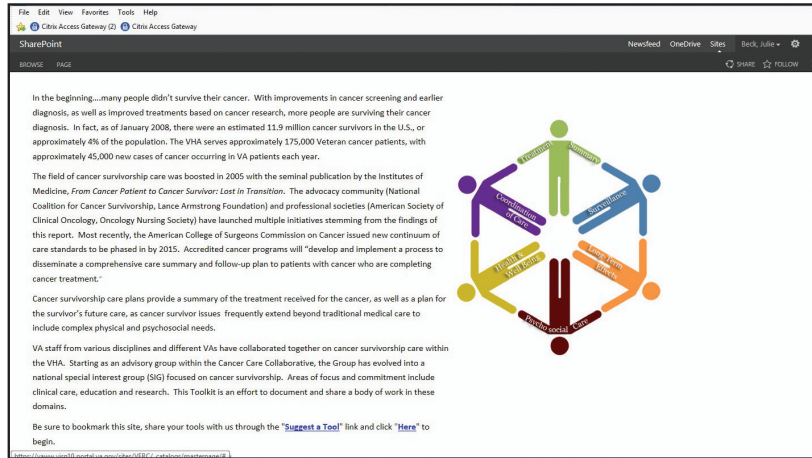 File Edit View Favorites Tools Help
Citrix Access Gateway (2) Citrix Access Gateway
SharePoint
Newsfeed OneDrive Sites Beck, Julie
BROWSE PAGE
SHARE FOLLOW
In the beginning....many people didn't survive their cancer. With improvements in cancer screening and earlier
diagnosis, as well as improved treatments based on cancer research, more people are surviving their cancer
diagnosis. In fact, as of January 2008, there were an estimated 11.9 million cancer survivors in the U.S., or
approximately 4% of the population. The VHA serves approximately 175,000 Veteran cancer patients, with
approximately 45,000 new cases of cancer occurring in VA patients each year.
The field of cancer survivorship care was boosted in 2005 with the seminal publication by the Institutes of
Medicine, From Cancer Patient to Cancer Survivor: Lost in Transition. The advocacy community (National
Coalition for Cancer Survivorship, Lance Armstrong Foundation) and professional societies (American Society of
Clinical Oncology, Oncology Nursing Society) have launched multiple initiatives stemming from the findings of
this report. Most recently, the American College of Surgeons Commission on Cancer issued new continuum of
care standards to be phased in by 2015. Accredited cancer programs will "develop and implement a process to
disseminate a comprehensive care summary and follow-up plan to patients with cancer who are completing
cancer treatment."
Cancer survivorship care plans provide a summary of the treatment received for the cancer, as well as a plan for
the survivor's future care, as cancer survivor issues frequently extend beyond traditional medical care to
include complex physical and psychosocial needs.
VA staff from various disciplines and different VAs have collaborated together on cancer survivorship care within
the VHA. Starting as an advisory group within the Cancer Care Collaborative, the Group has evolved into a
national special interest group (SIG) focused on cancer survivorship. Areas of focus and commitment include
clinical care, education and research. This Toolkit is an effort to document and share a body of work in these
domains.
Be sure to bookmark this site, share your tools with us through the "Suggest a Tool" link and click "Here" to
begin.
Treatment Summary
Surveillance
Long-Term
Effects
Psycho social Care
Health &
Well Being
Coordination
of Care